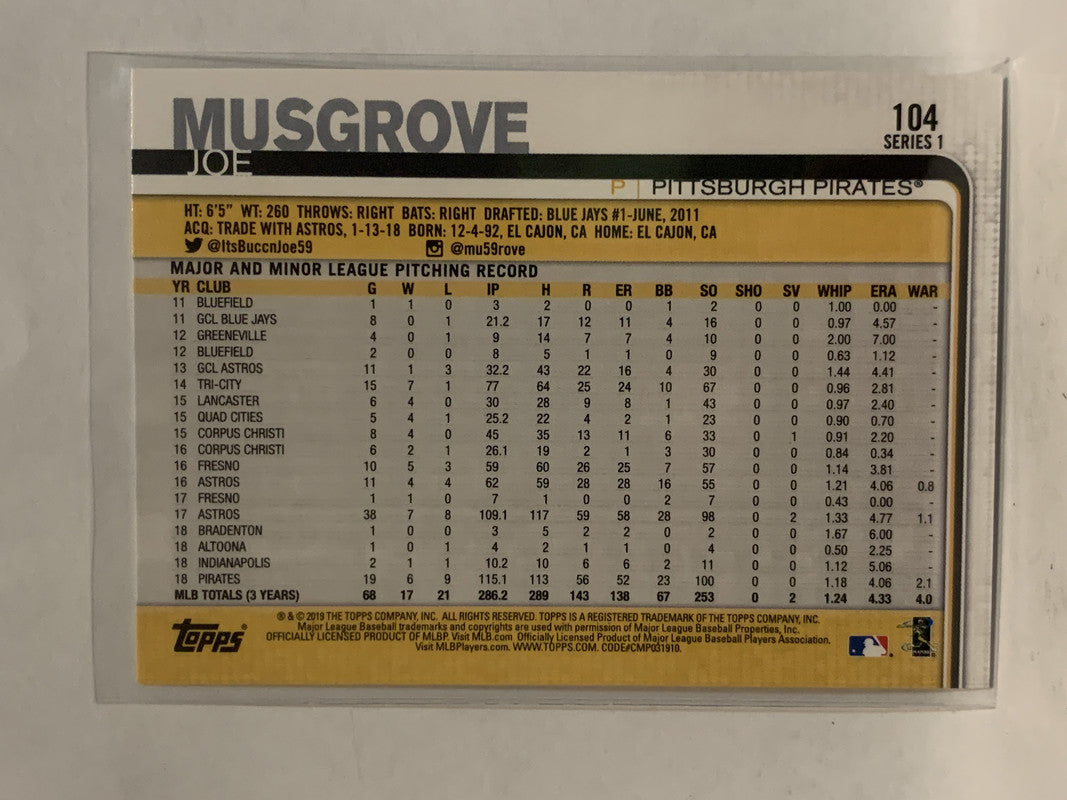 MUSGROVE
JOE
104
SERIES 1
P | PITTSBURGH PIRATES®
HT: 6'5" WT: 260 THROWS: RIGHT BATS: RIGHT DRAFTED: BLUE JAYS #1-JUNE, 2011
ACQ: TRADE WITH ASTROS, 1-13-18 BORN: 12-4-92, EL CAJON, CA HOME: EL CAJON, CA
@ItsBuccnJoe59 @mu59rove
MAJOR AND MINOR LEAGUE PITCHING RECORD
YR CLUB G W L IP H R ER BB SO SHO SV WHIP ERA WAR
11 BLUEFIELD 1 1 0 3 2 0 0 1 2 0 0 1.00 0.00 -
11 GCL BLUE JAYS 8 0 1 21.2 17 12 11 4 16 0 0 0.97 4.57 -
12 GREENEVILLE 4 0 1 9 14 7 7 4 10 0 0 2.00 7.00 -
12 BLUEFIELD 2 0 0 8 5 1 1 0 9 0 0 0.63 1.12 -
13 GCL ASTROS 11 1 3 32.2 43 22 16 4 30 0 0 1.44 4.41 -
14 TRI-CITY 15 7 1 77 64 25 24 10 67 0 0 0.96 2.81 -
15 LANCASTER 6 4 0 30 28 9 8 1 43 0 0 0.97 2.40 -
15 QUAD CITIES 5 4 1 25.2 22 4 2 1 23 0 0 0.90 0.70 -
15 CORPUS CHRISTI 8 4 0 45 35 13 11 6 33 0 1 0.91 2.20 -
16 CORPUS CHRISTI 6 2 1 26.1 19 2 1 3 30 0 0 0.84 0.34 -
16 FRESNO 10 5 3 59 60 26 25 7 57 0 0 1.14 3.81 -
16 ASTROS 11 4 4 62 59 28 28 16 55 0 0 1.21 4.06 0.8
17 FRESNO 1 1 0 7 1 0 0 2 7 0 0 0.43 0.00 -
17 ASTROS 38 7 8 109.1 117 59 58 28 98 0 2 1.33 4.77 1.1
18 BRADENTON 1 0 0 3 5 2 2 0 2 0 0 1.67 6.00 -
18 ALTOONA 1 0 1 4 2 1 1 0 4 0 0 0.50 2.25 -
18 INDIANAPOLIS 2 1 1 10.2 10 6 6 2 11 0 0 1.12 5.06 -
18 PIRATES 19 6 9 115.1 113 56 52 23 100 0 0 1.18 4.06 2.1
MLB TOTALS (3 YEARS) 68 17 21 286.2 289 143 138 67 253 0 2 1.24 4.33 4.0
TOPPS®
® & © 2019 THE TOPPS COMPANY, INC. ALL RIGHTS RESERVED. TOPPS IS A REGISTERED TRADEMARK OF THE TOPPS COMPANY, INC.
Major League Baseball trademarks and copyrights are used with permission of Major League Baseball Properties, Inc.
OFFICIALLY LICENSED PRODUCT OF MLBP. Visit MLB.com Officially Licensed Product of Major League Baseball Players Association.
Visit MLBPlayers.com. WWW.TOPPS.COM. CODE#CMP031910.